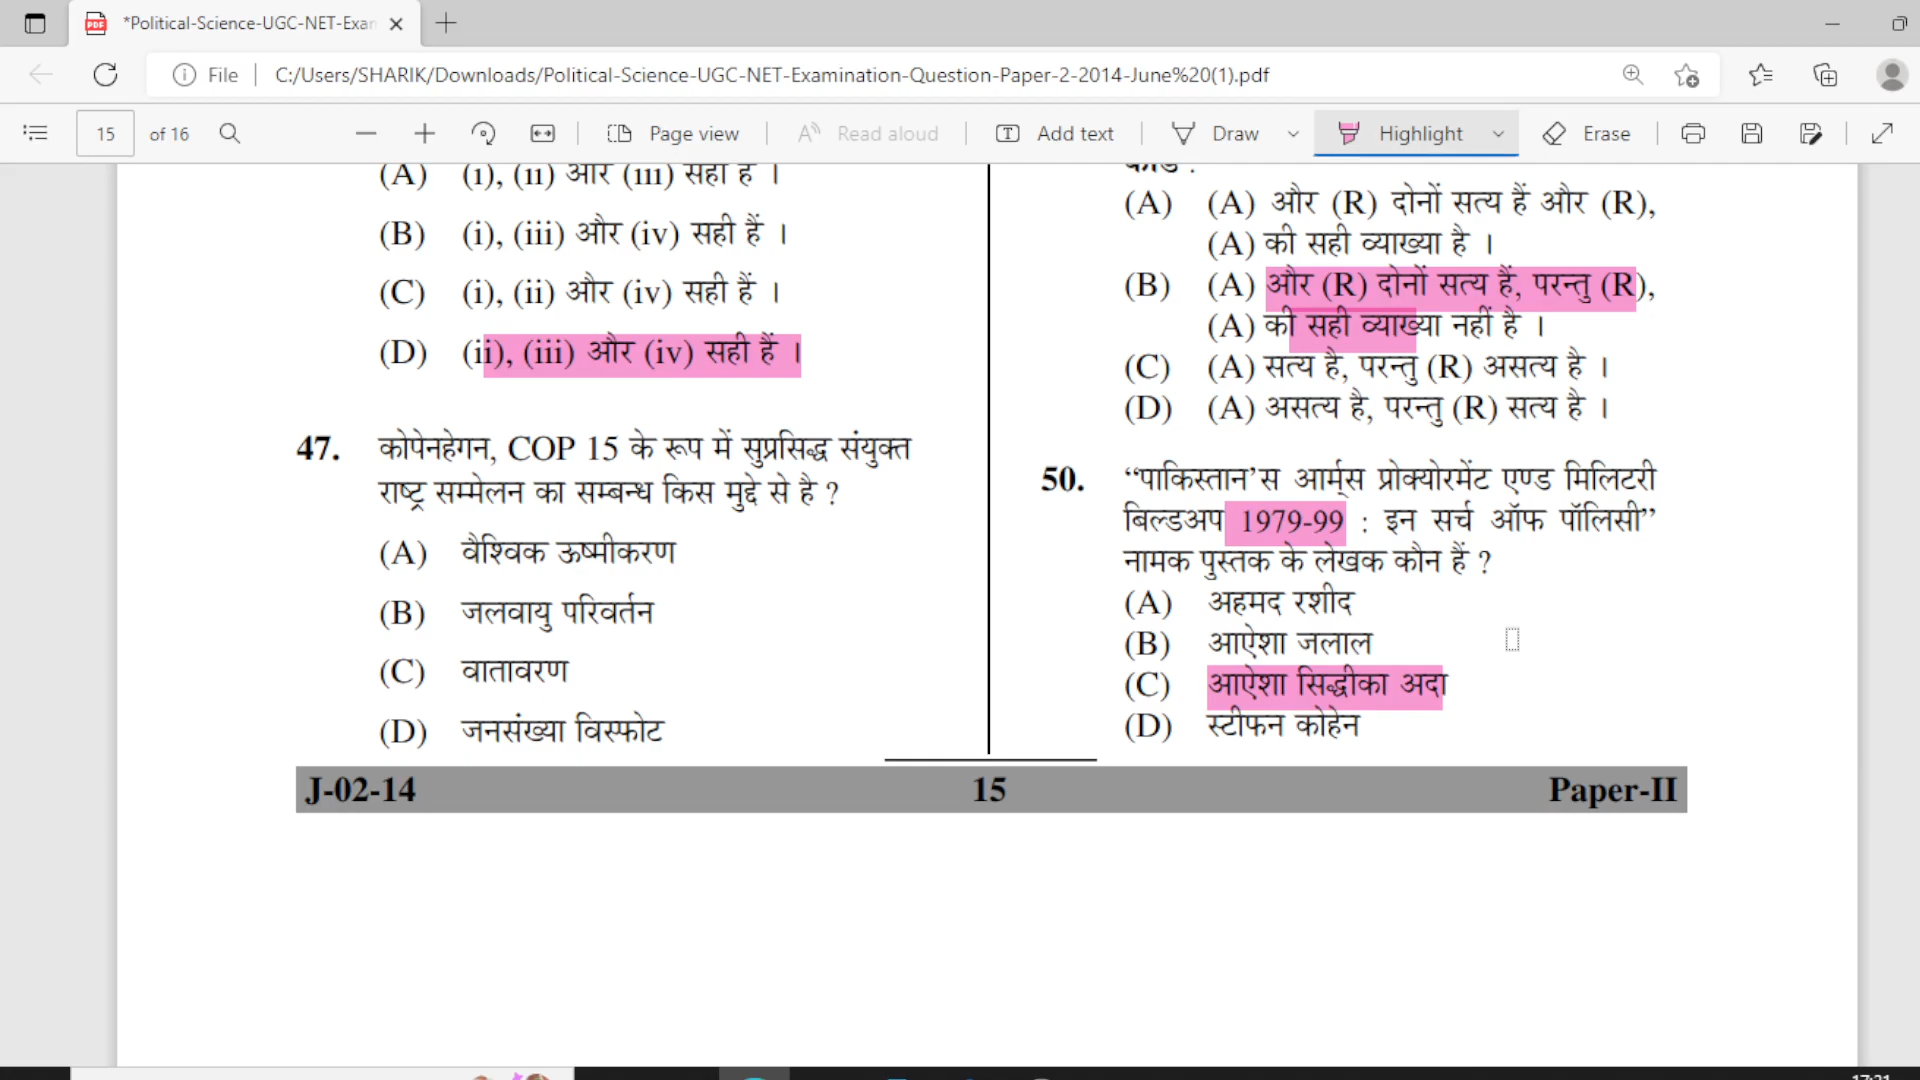 *Political-Science-UGC-NET-Exam
File
C:/Users/SHARIK/Downloads/Political-Science-UGC-NET-Examination-Question-Paper-2-2014-June%20(1).pdf
15 of 16
Page view
Read aloud
Add text
Draw
Highlight
Erase
(A) (i), (ii) और (iii) सही हैं ।
(B) (i), (iii) और (iv) सही हैं ।
(C) (i), (ii) और (iv) सही हैं ।
(D) (ii), (iii) और (iv) सही हैं ।
47. कोपेनहेगन, COP 15 के रूप में सुप्रसिद्ध संयुक्त
राष्ट्र सम्मेलन का सम्बन्ध किस मुद्दे से है ?
(A) वैश्विक ऊष्मीकरण
(B) जलवायु परिवर्तन
(C) वातावरण
(D) जनसंख्या विस्फोट
(A) (A) और (R) दोनों सत्य हैं और (R),
(A) की सही व्याख्या है ।
(B) (A) और (R) दोनों सत्य हैं, परन्तु (R),
(A) की सही व्याख्या नहीं है ।
(C) (A) सत्य है, परन्तु (R) असत्य है ।
(D) (A) असत्य है, परन्तु (R) सत्य है ।
50. “पाकिस्तान’स आर्म्स प्रोक्योरमेंट एण्ड मिलिटरी
बिल्डअप 1979-99 : इन सर्च ऑफ पॉलिसी”
नामक पुस्तक के लेखक कौन हैं ?
(A) अहमद रशीद
(B) आऐशा जलाल
(C) आऐशा सिद्धीका अदा
(D) स्टीफन कोहेन
J-02-14 15 Paper-II